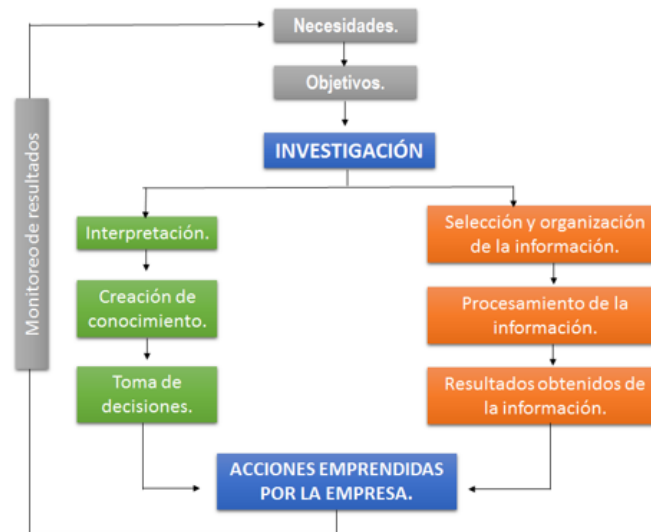 Necesidades.
Objetivos.
INVESTIGACIÓN
Monitoreo de resultados
Interpretación.
Creación de
conocimiento.
Toma de
decisiones.
Selección y organización
de la información.
Procesamiento de la
información.
Resultados obtenidos de
la información.
ACCIONES EMPRENDIDAS
POR LA EMPRESA.